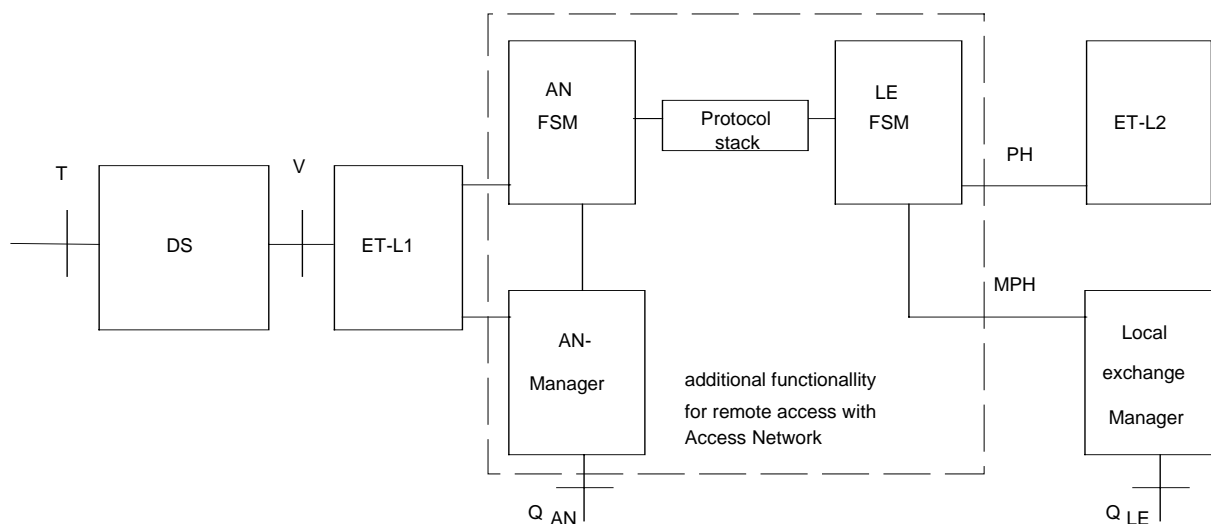 T
DS
V
ET-L1
AN
FSM
Protocol
stack
LE
FSM
PH
ET-L2
MPH
AN-
Manager
additional functionallity
for remote access with
Access Network
Local
exchange
Manager
Q AN
Q LE